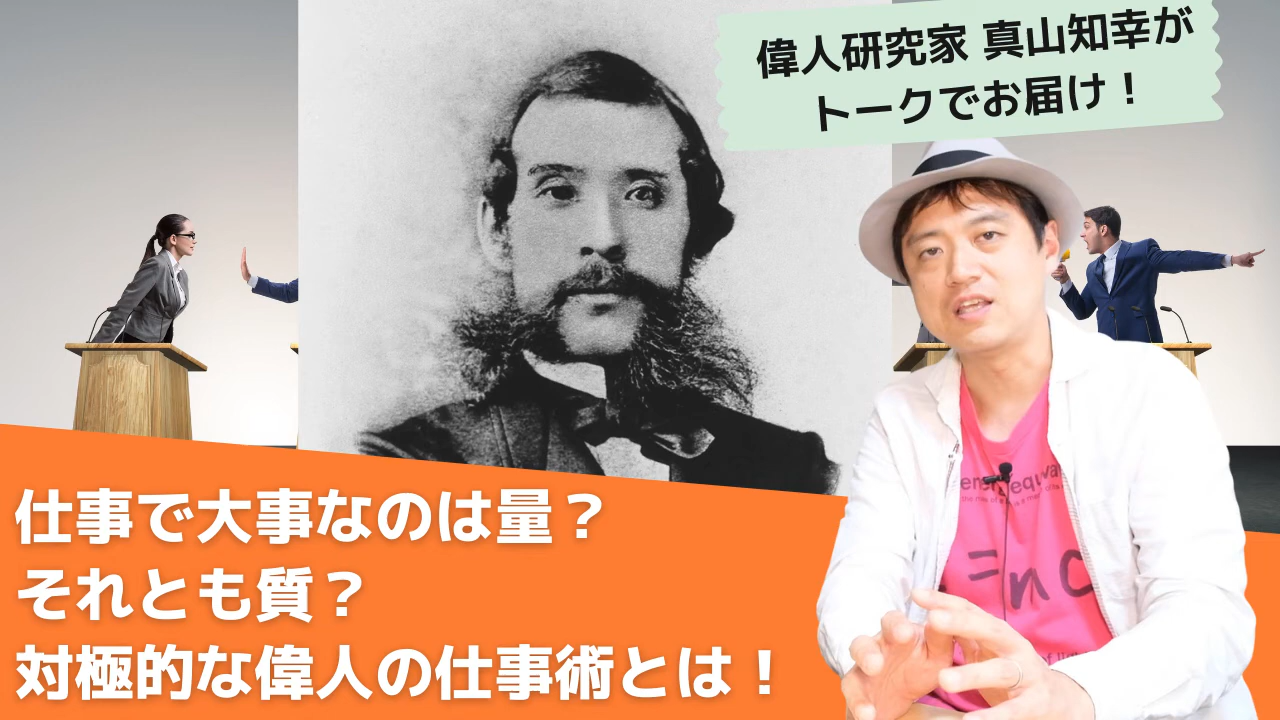 偉人研究家 真山知幸が
トークでお届け！
仕事で大事なのは量？
それとも質？
対極的な偉人の仕事術とは！